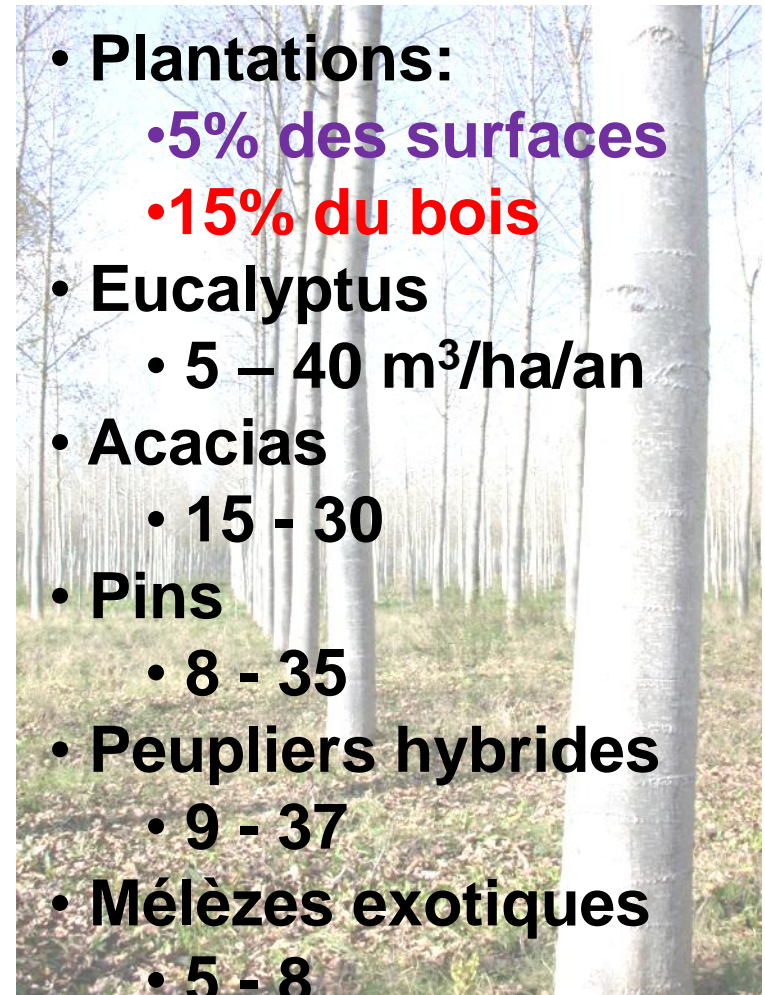 • Plantations:
•5% des surfaces
•15% du bois
• Eucalyptus
• 5 – 40 m³/ha/an
• Acacias
• 15 - 30
• Pins
• 8 - 35
• Peupliers hybrides
• 9 - 37
• Mélèzes exotiques
• 5 - 8